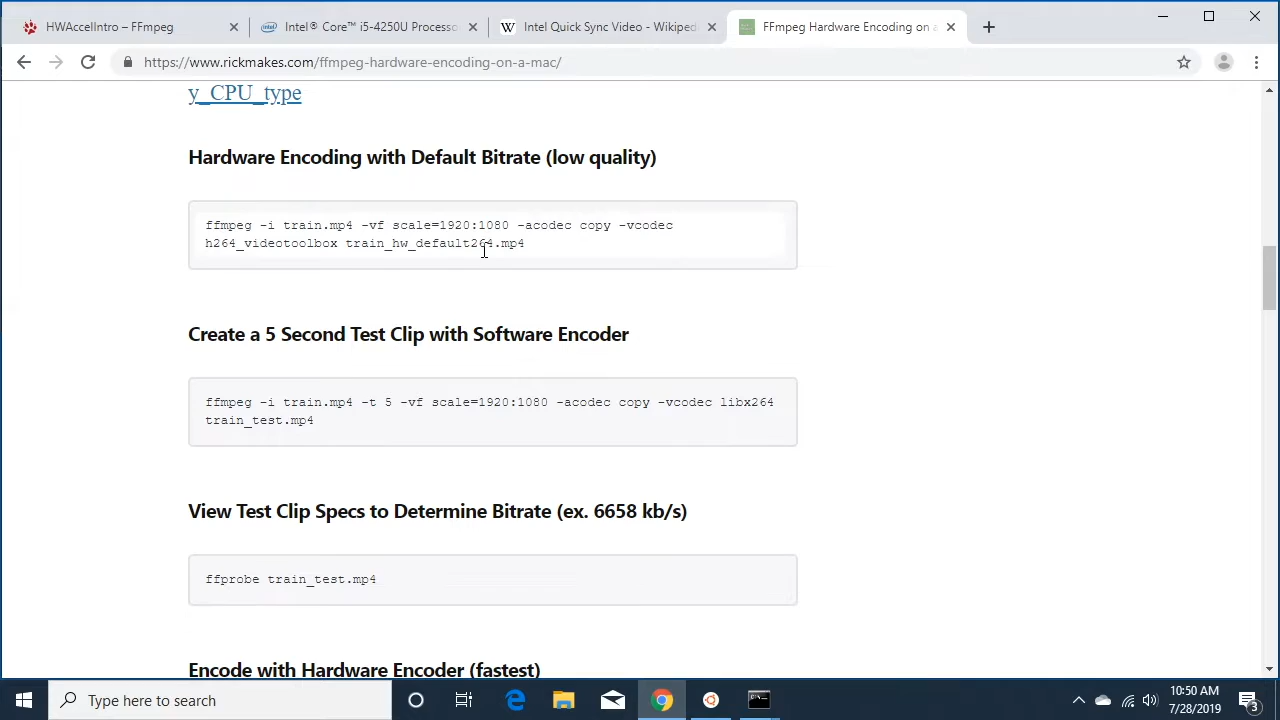 HWAccelIntro – FFmpeg
Intel® Core™ i5-4250U Processo
Intel Quick Sync Video - Wikiped
FFmpeg Hardware Encoding on a
https://www.rickmakes.com/ffmpeg-hardware-encoding-on-a-mac/
y_CPU_type
Hardware Encoding with Default Bitrate (low quality)
ffmpeg -i train.mp4 -vf scale=1920:1080 -acodec copy -vcodec
h264_videotoolbox train_hw_default264.mp4
Create a 5 Second Test Clip with Software Encoder
ffmpeg -i train.mp4 -t 5 -vf scale=1920:1080 -acodec copy -vcodec libx264
train_test.mp4
View Test Clip Specs to Determine Bitrate (ex. 6658 kb/s)
ffprobe train_test.mp4
Encode with Hardware Encoder (fastest)
Type here to search
10:50 AM
7/28/2019
3